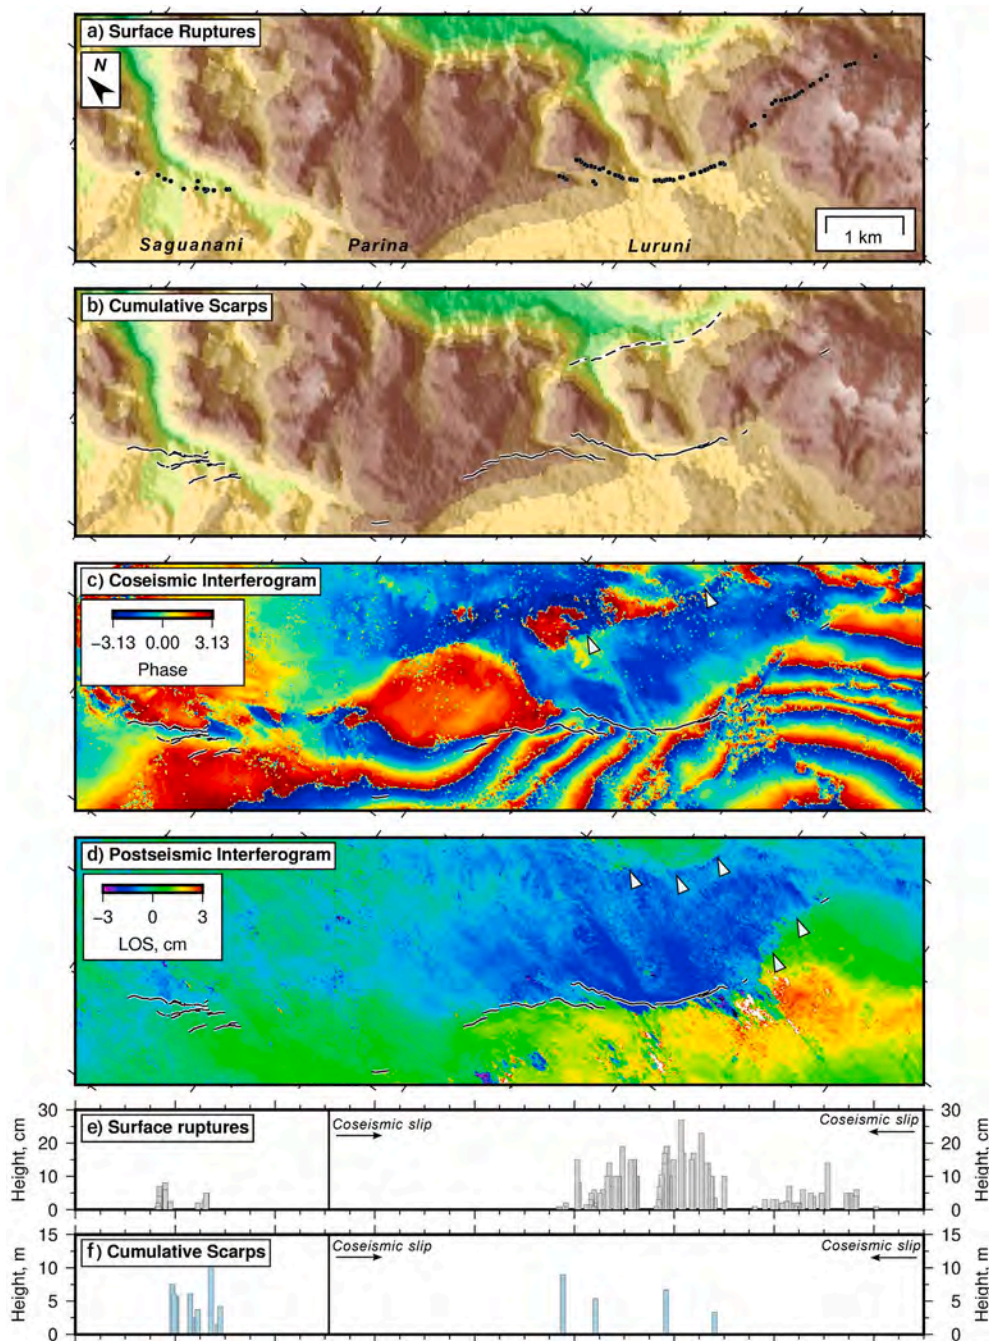 a) Surface Ruptures
N
Saguanani Parina Luruni
1 km
b) Cumulative Scarps
c) Coseismic Interferogram
−3.13 0.00 3.13
Phase
d) Postseismic Interferogram
−3 0 3
LOS, cm
30 30
e) Surface ruptures Coseismic slip Coseismic slip
20 20
10 10
0 0
Height, cm Height, cm
15 15
f) Cumulative Scarps Coseismic slip Coseismic slip
10 10
5 5
0 0
Height, m Height, m